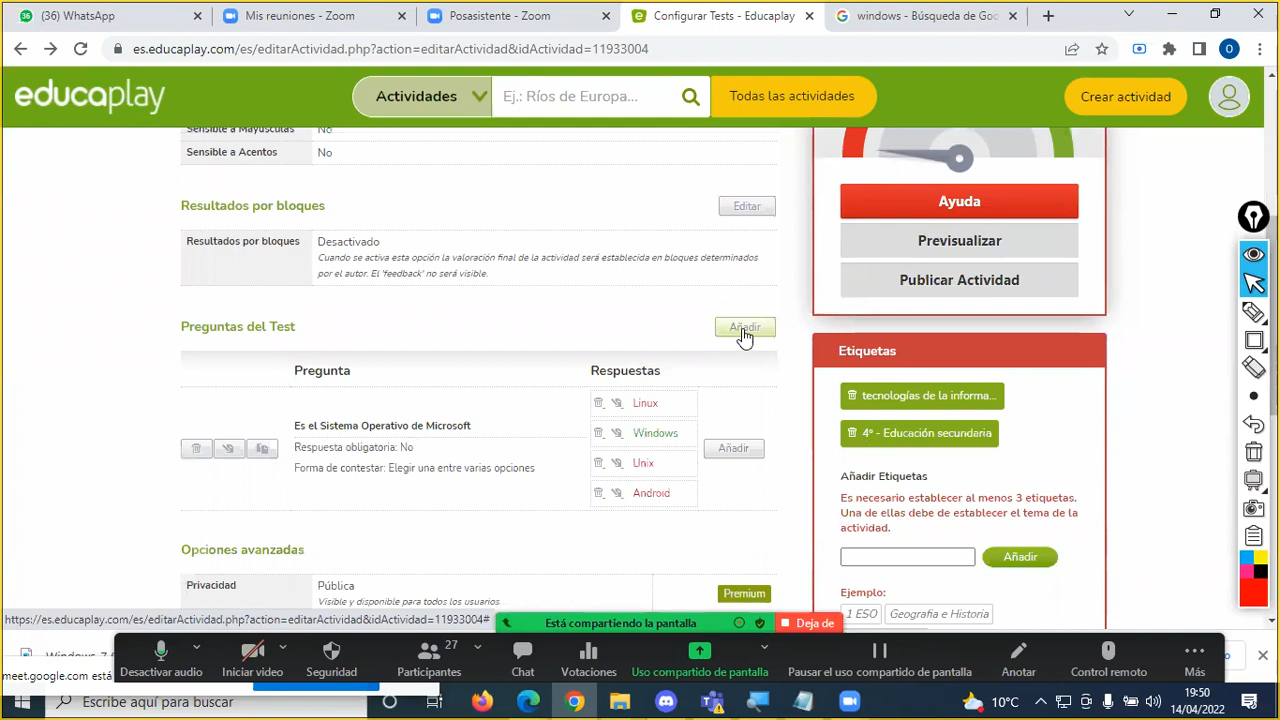 (36) WhatsApp
Mis reuniones - Zoom
Posasistente - Zoom
Configurar Tests - Educaplay
windows - Búsqueda de Goo
es.educaplay.com/es/editarActividad.php?action=editarActividad&idActividad=11933004
O
educaplay
Actividades
Ej.: Ríos de Europa...
Todas las actividades
Crear actividad
Sensible a Mayúsculas
No
Sensible a Acentos
No
Resultados por bloques
Editar
Resultados por bloques
Desactivado
Cuando se activa esta opción la valoración final de la actividad será establecida en bloques determinados
por el autor. El 'feedback' no será visible.
Preguntas del Test
Añadir
Pregunta
Respuestas
Es el Sistema Operativo de Microsoft
Respuesta obligatoria: No
Forma de contestar: Elegir una entre varias opciones
Linux
Windows
Unix
Android
Añadir
Opciones avanzadas
Privacidad
Pública
Visible y disponible para todos los usuarios
Premium
Ayuda
Previsualizar
Publicar Actividad
Etiquetas
tecnologías de la informa...
4º - Educación secundaria
Añadir Etiquetas
Es necesario establecer al menos 3 etiquetas.
Una de ellas debe de establecer el tema de la
actividad.
Añadir
Ejemplo:
1 ESO
Geografia e Historia
https://es.educaplay.com/es/editarActividad.php?action=editarActividad&idActividad=11933004#
Está compartiendo la pantalla
Deja de
27
Desactivar audio
Iniciar video
Seguridad
Participantes
Chat
Votaciones
Uso compartido de pantalla
Pausar el uso compartido de pantalla
Anotar
Control remoto
Más
meet.google.com está
Escribe aquí para buscar
10°C
19:50
14/04/2022